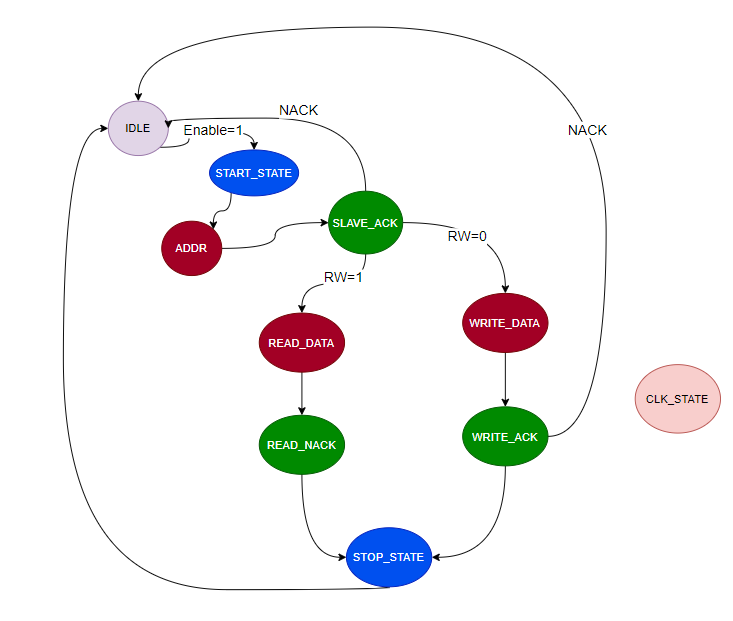 NACK
IDLE
Enable=1
NACK
START_STATE
SLAVE_ACK
RW=0
ADDR
RW=1
WRITE_DATA
READ_DATA
CLK_STATE
WRITE_ACK
READ_NACK
STOP_STATE